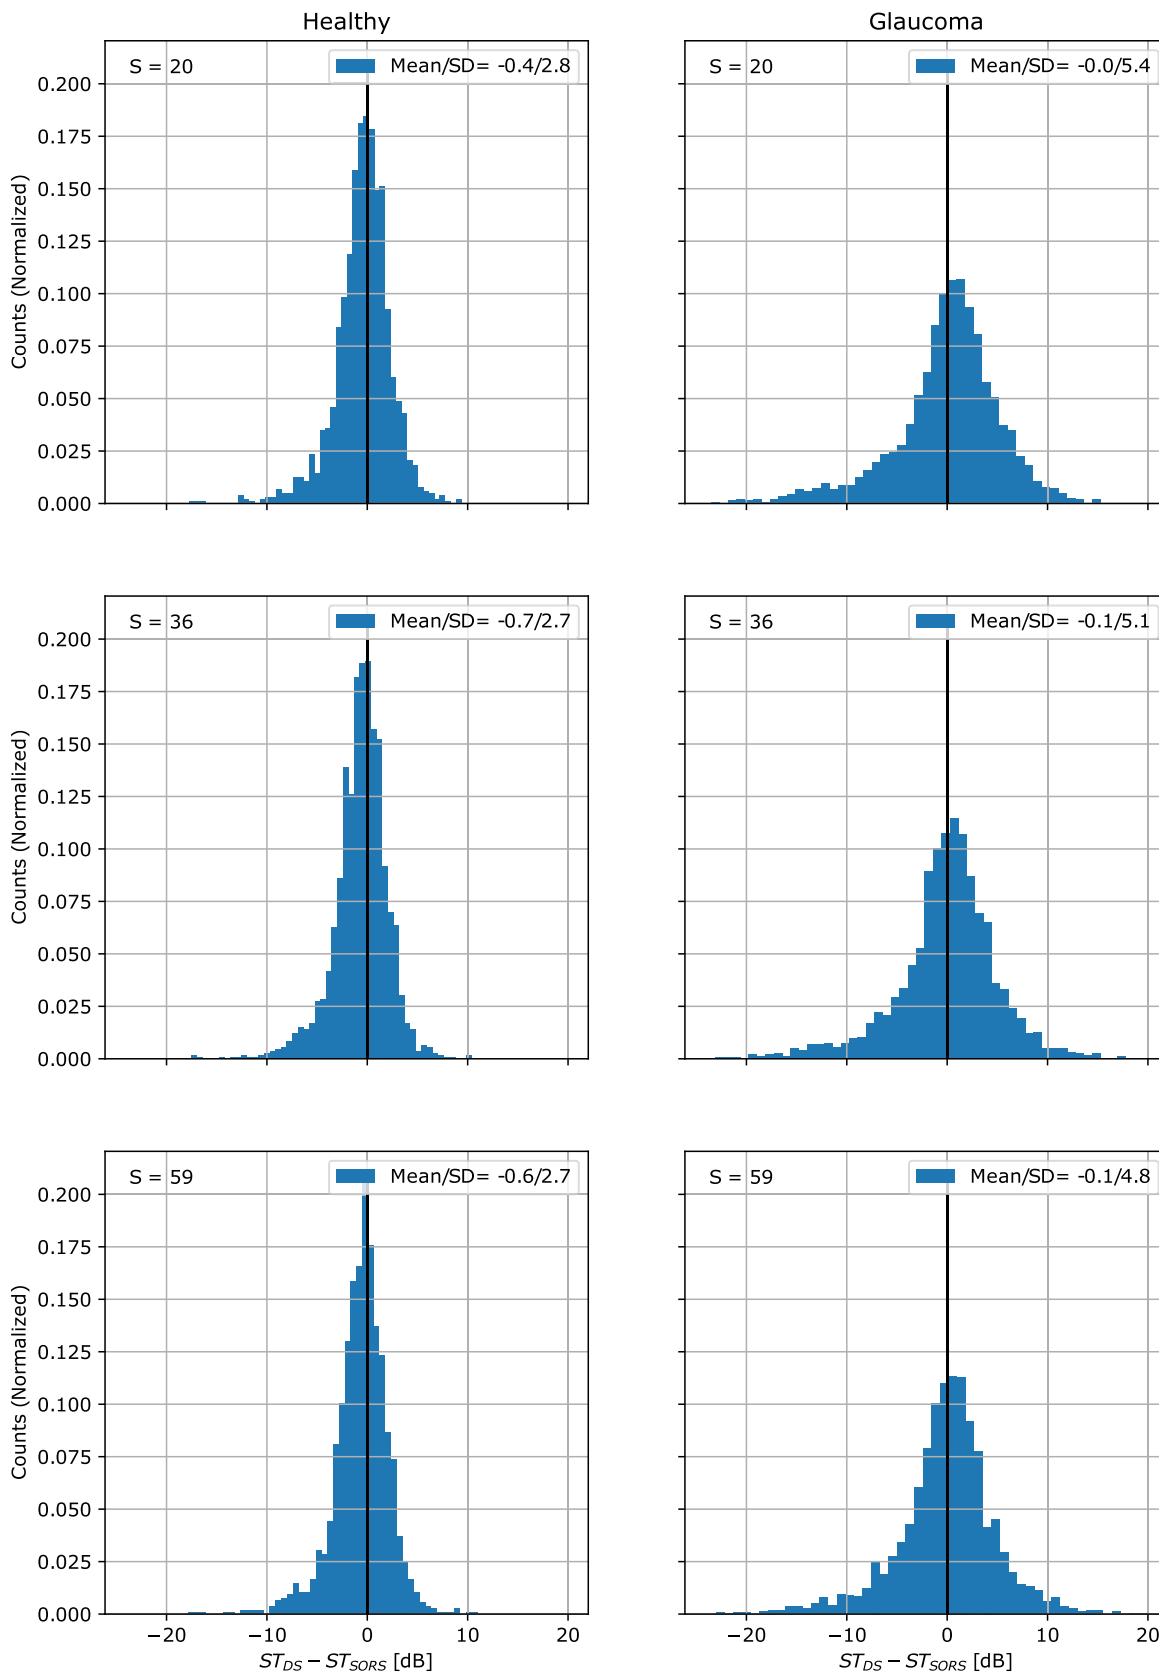 Healthy
Glaucoma
S = 20
Mean/SD= -0.4/2.8
S = 20
Mean/SD= -0.0/5.4
0.200
0.175
0.150
0.125
0.100
0.075
0.050
0.025
0.000
Counts (Normalized)
S = 36
Mean/SD= -0.7/2.7
S = 36
Mean/SD= -0.1/5.1
0.200
0.175
0.150
0.125
0.100
0.075
0.050
0.025
0.000
Counts (Normalized)
S = 59
Mean/SD= -0.6/2.7
S = 59
Mean/SD= -0.1/4.8
0.200
0.175
0.150
0.125
0.100
0.075
0.050
0.025
0.000
Counts (Normalized)
−20 −10 0 10 20
−20 −10 0 10 20
ST_DS − ST_SORS [dB]
ST_DS − ST_SORS [dB]